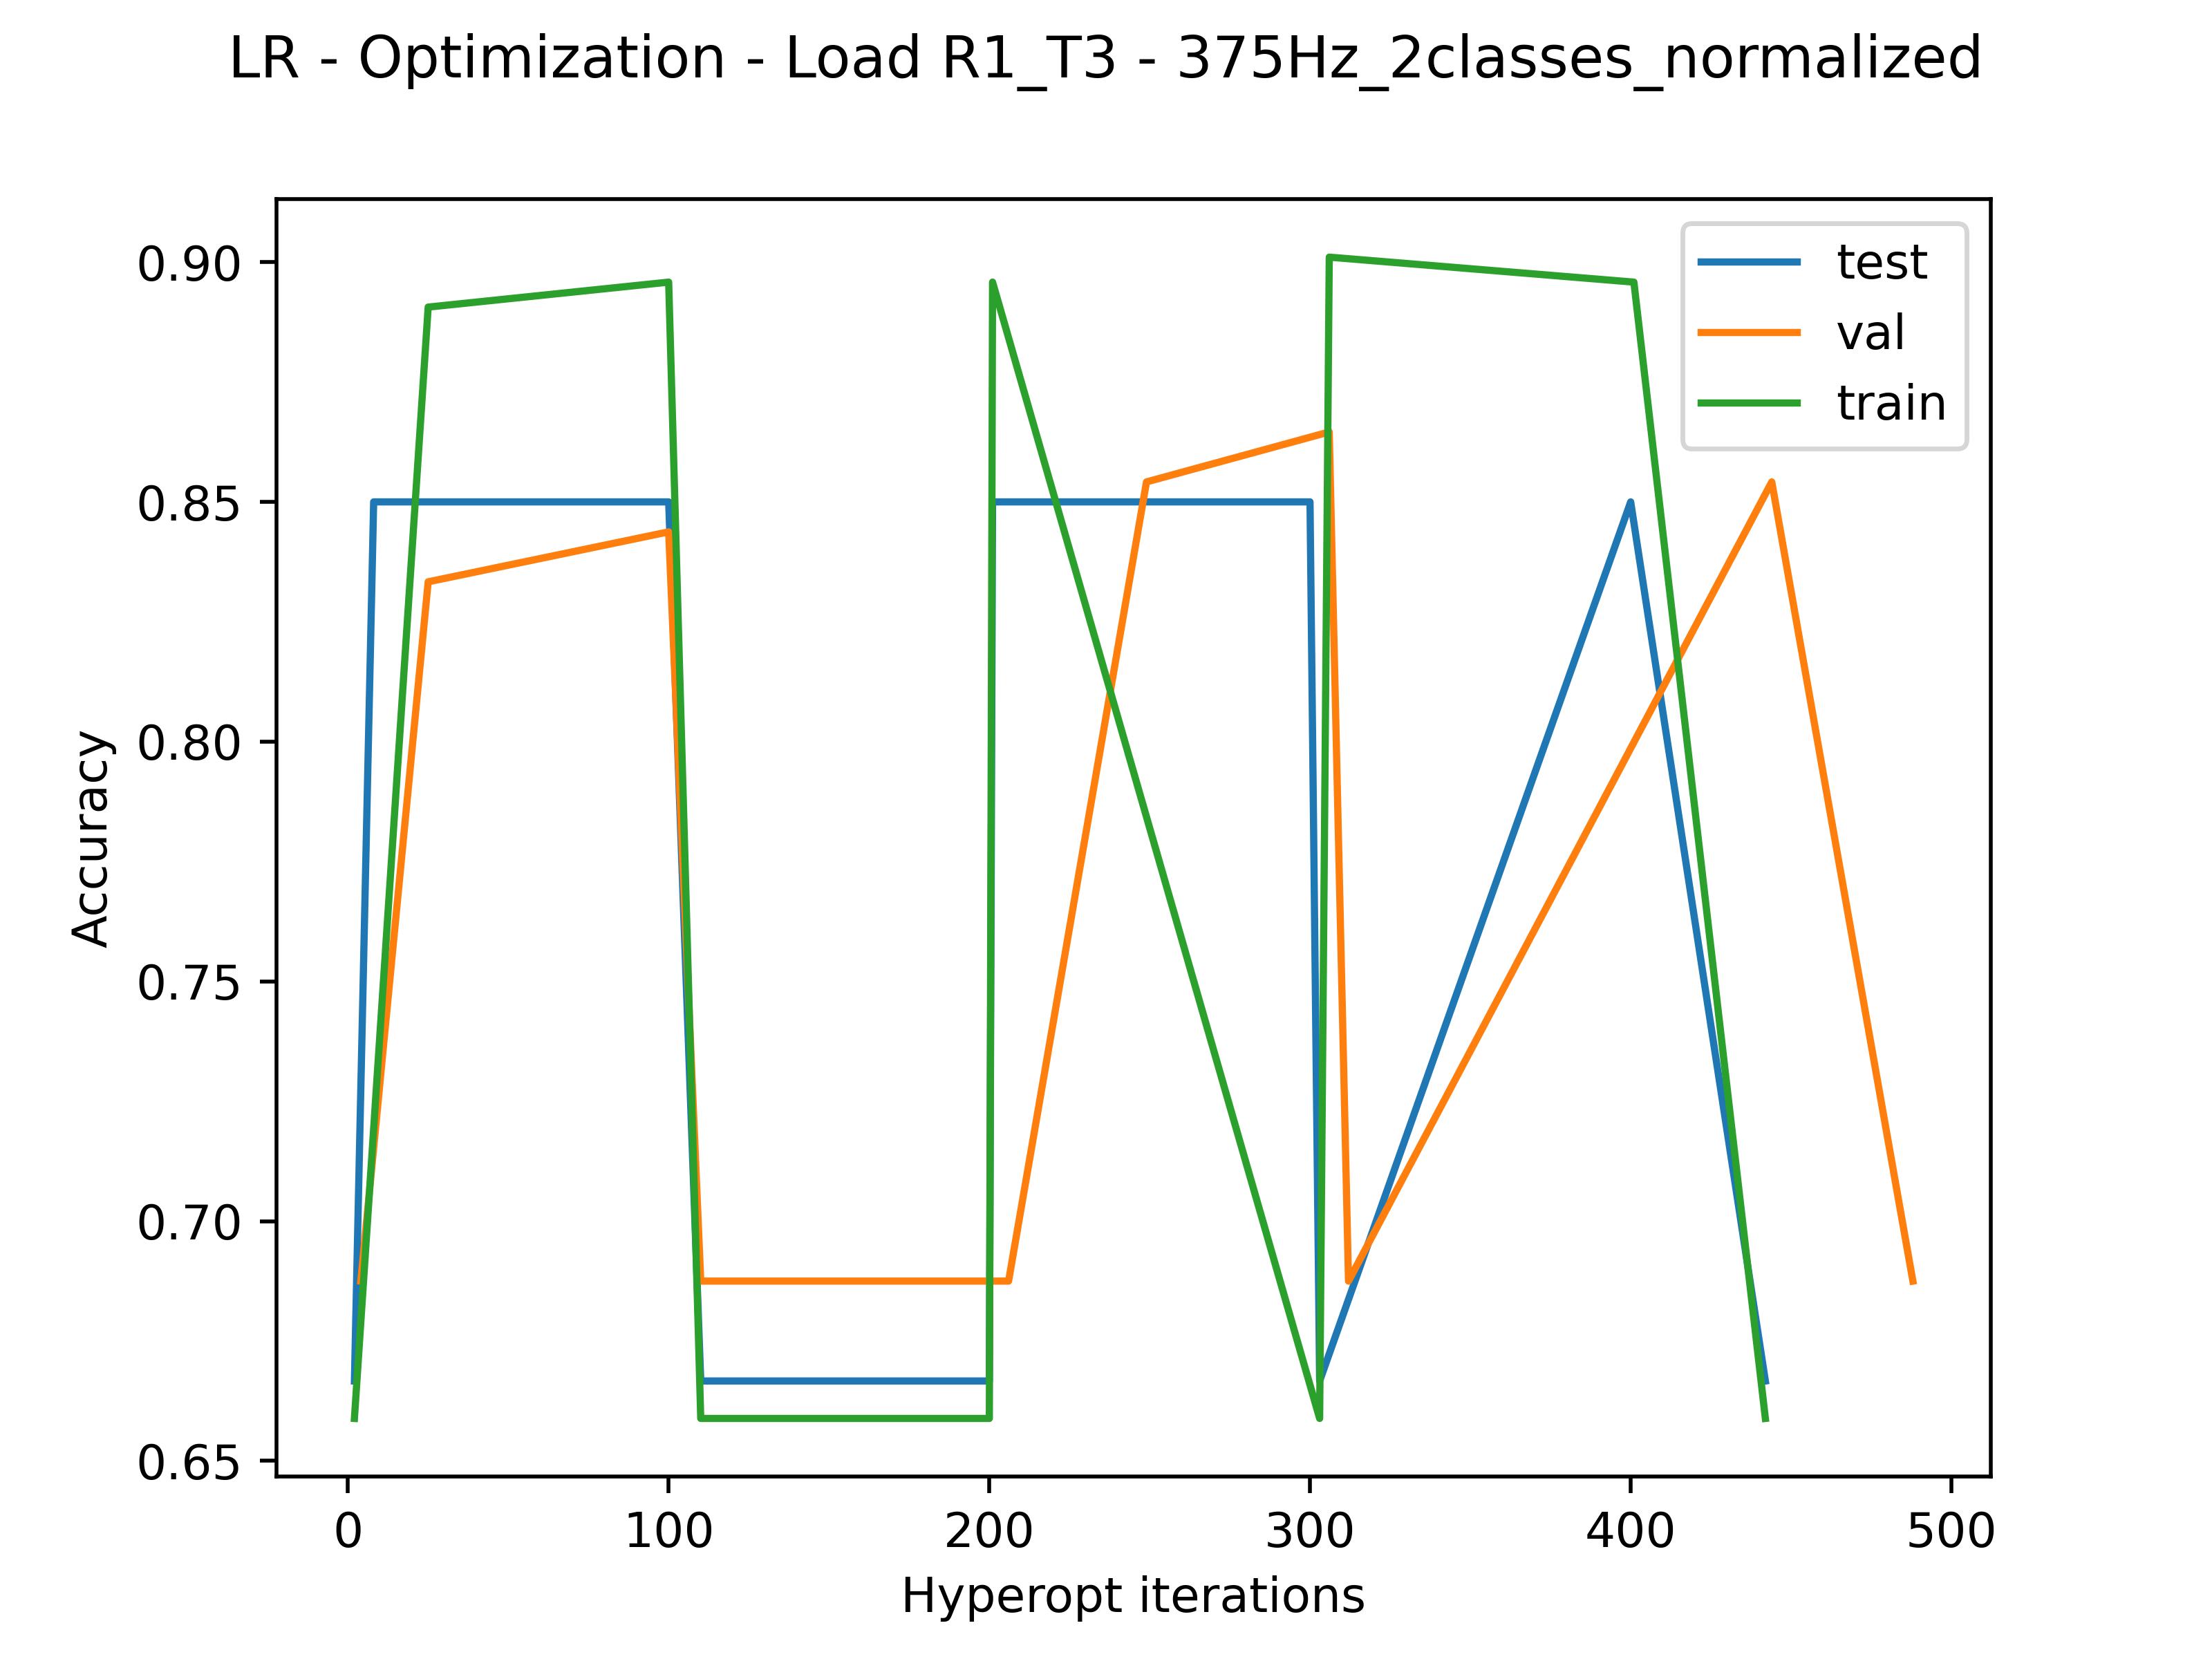 LR - Optimization - Load R1_T3 - 375Hz_2classes_normalized
test
val
train
0.90
0.85
0.80
0.75
0.70
0.65
Accuracy
0 100 200 300 400 500
Hyperopt iterations